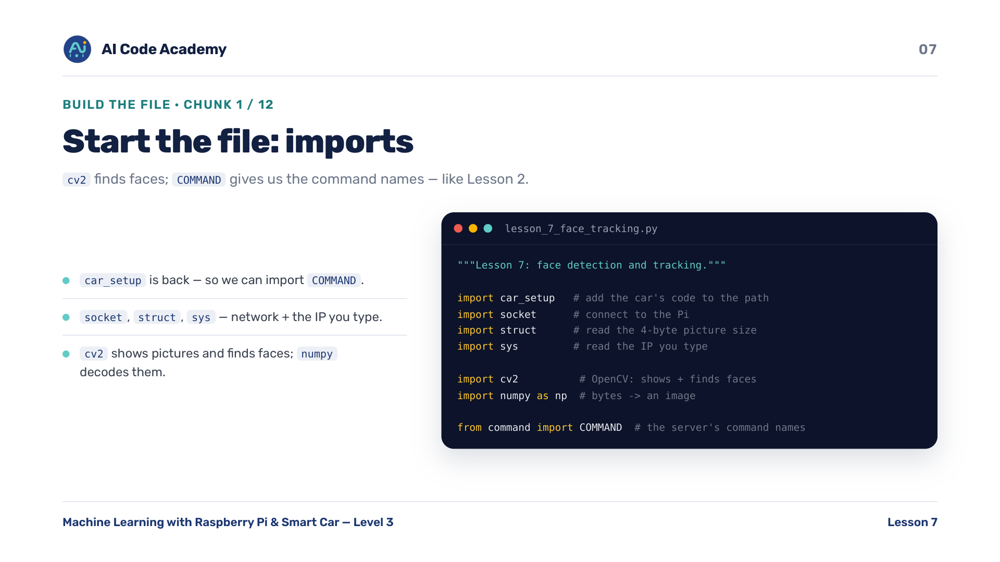 AI Code Academy
07
BUILD THE FILE • CHUNK 1 / 12
Start the file: imports
cv2 finds faces; COMMAND gives us the command names — like Lesson 2.
car_setup is back — so we can import COMMAND.
socket, struct, sys — network + the IP you type.
cv2 shows pictures and finds faces; numpy
decodes them.
lesson_7_face_tracking.py
"""Lesson 7: face detection and tracking."""
import car_setup   # add the car's code to the path
import socket      # connect to the Pi
import struct      # read the 4-byte picture size
import sys         # read the IP you type
import cv2          # OpenCV: shows + finds faces
import numpy as np  # bytes -> an image
from command import COMMAND  # the server's command names
Machine Learning with Raspberry Pi & Smart Car — Level 3
Lesson 7